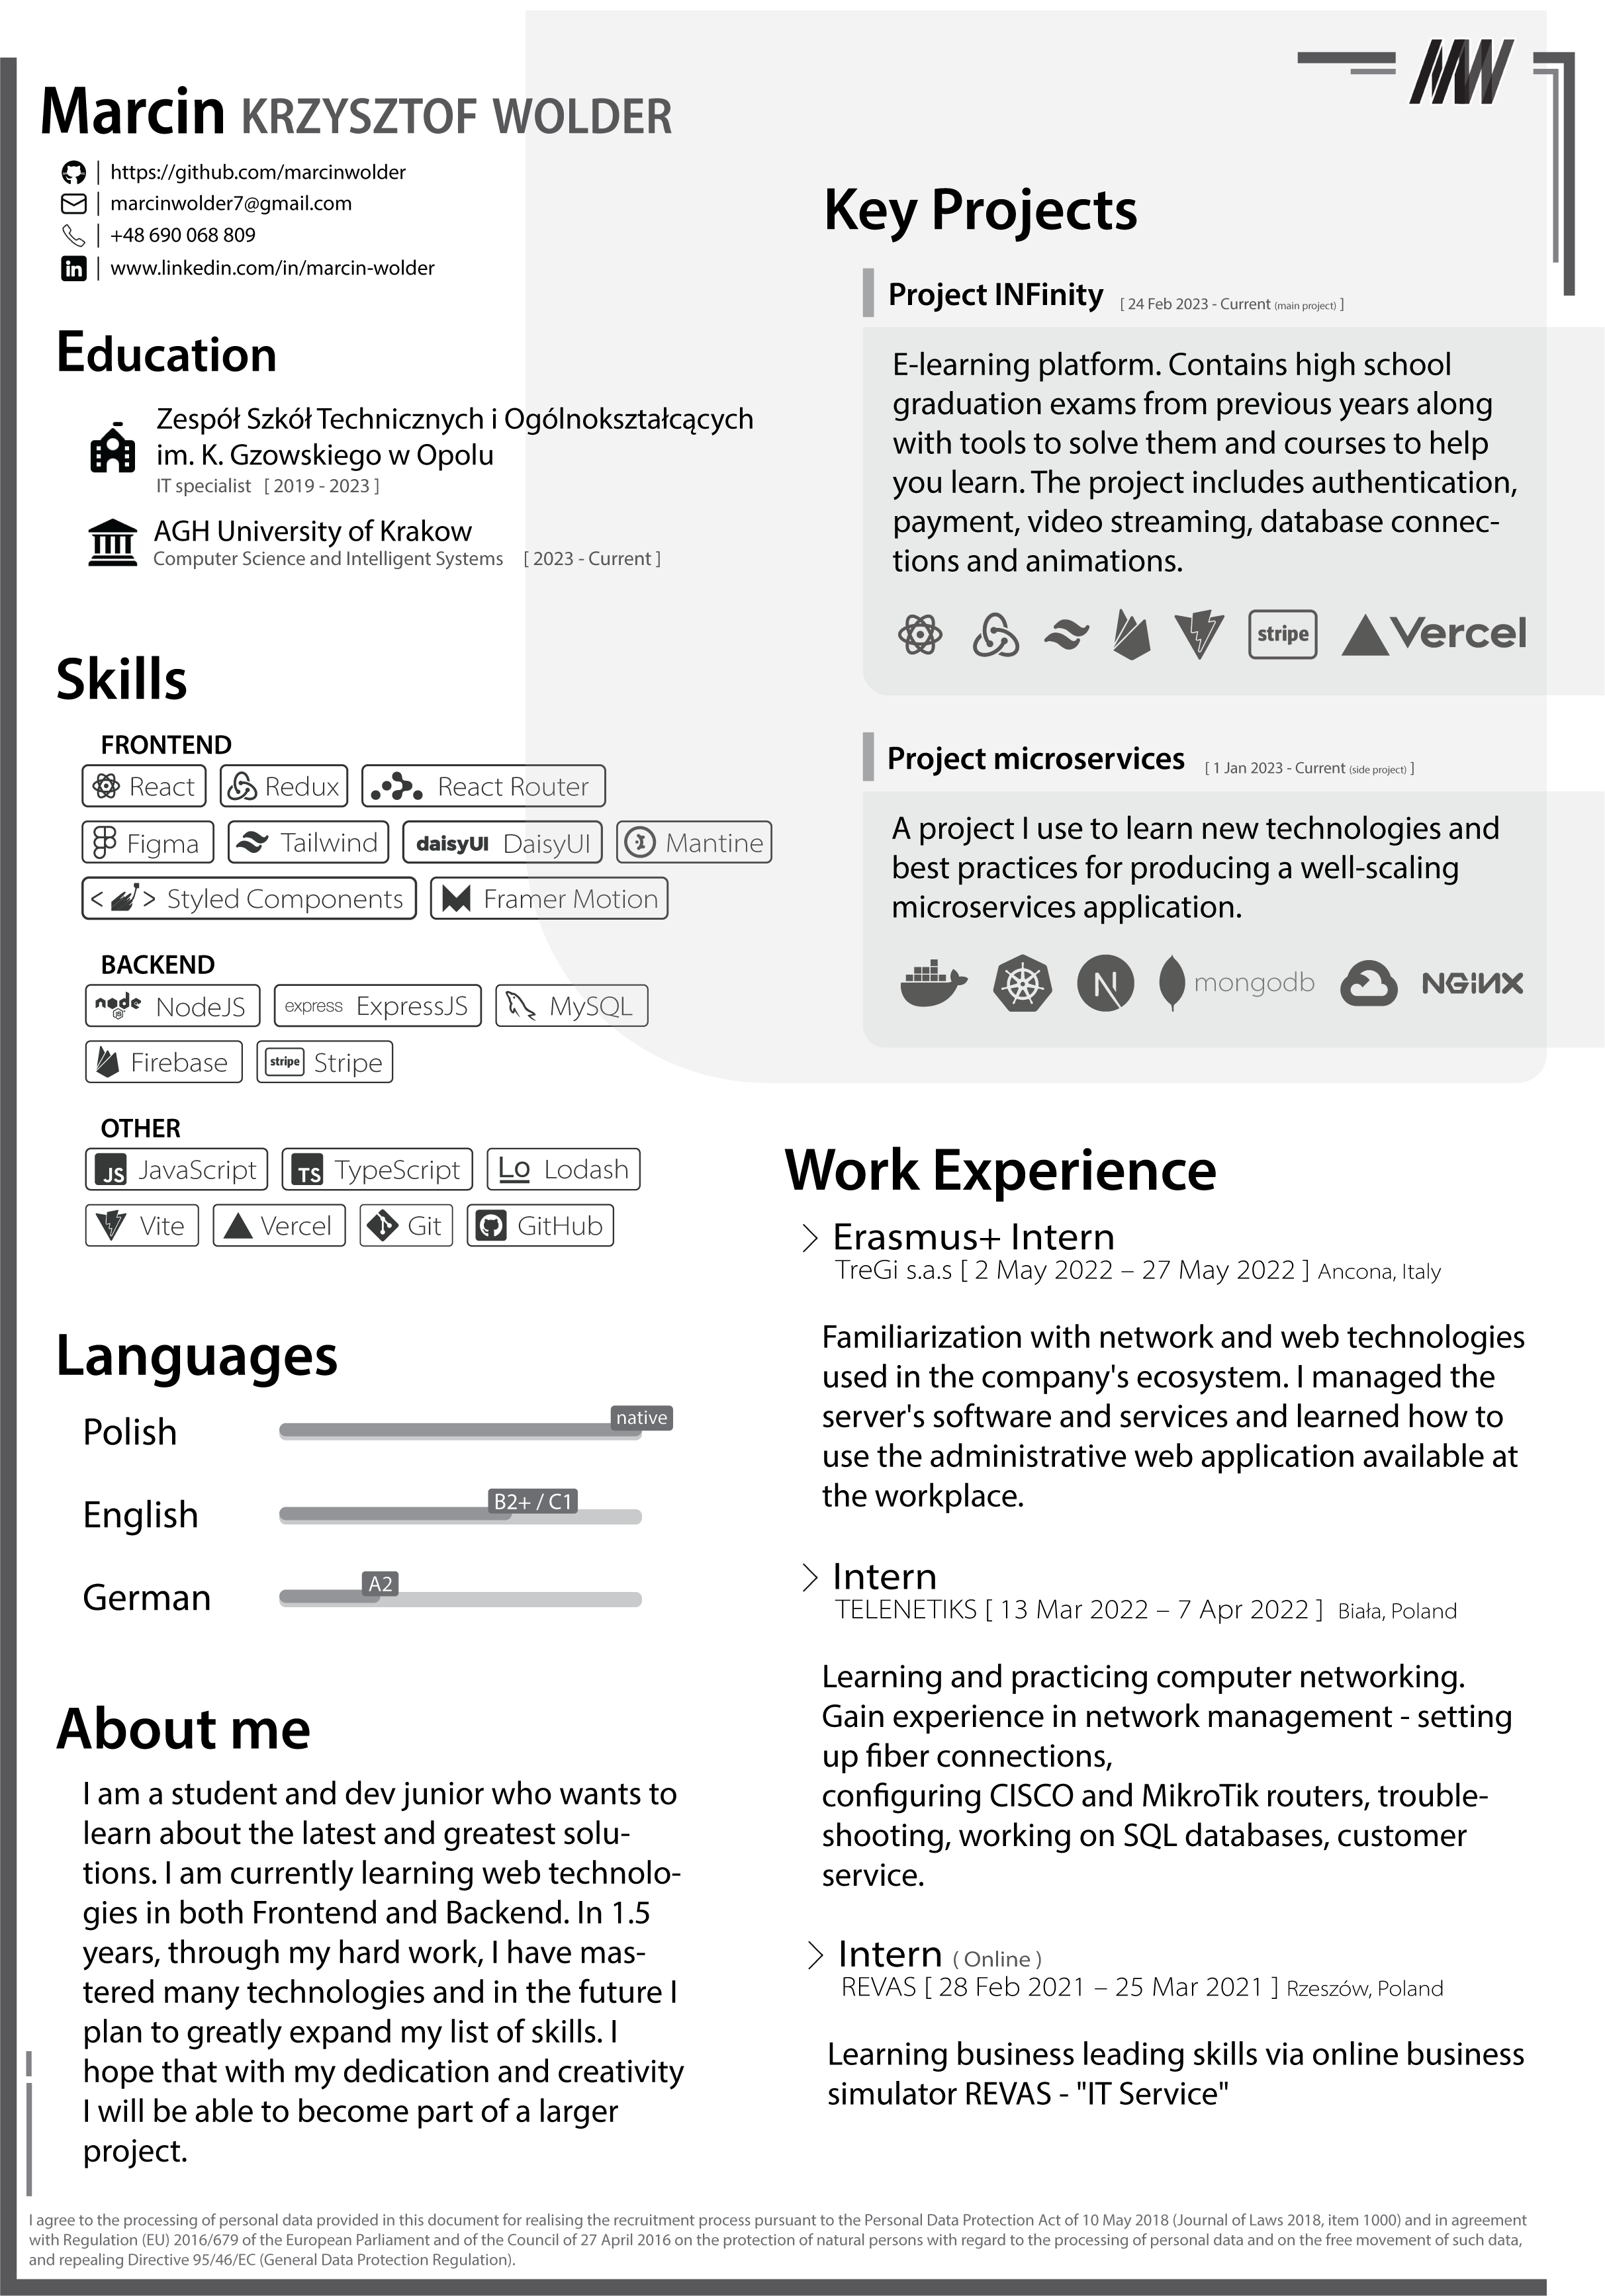 Marcin KRZYSZTOF WOLDER
https://github.com/marcinwolder
marcinwolder7@gmail.com
+48 690 068 809
in www.linkedin.com/in/marcin-wolder
Education
Zespół Szkół Technicznych i Ogólnokształcących
im. K. Gzowskiego w Opolu
IT specialist [ 2019 - 2023 ]
AGH University of Krakow
Computer Science and Intelligent Systems [ 2023 - Current ]
Skills
FRONTEND
React Redux React Router
Figma Tailwind daisyUI DaisyUI Mantine
< > Styled Components Framer Motion
BACKEND
node JS NodeJS express ExpressJS MySQL
Firebase stripe Stripe
OTHER
JS JavaScript TS TypeScript Lo Lodash
Vite Vercel Git GitHub
Languages
Polish native
English B2+ / C1
German A2
About me
I am a student and dev junior who wants to
learn about the latest and greatest solu-
tions. I am currently learning web technolo-
gies in both Frontend and Backend. In 1.5
years, through my hard work, I have mas-
tered many technologies and in the future I
plan to greatly expand my list of skills. I
hope that with my dedication and creativity
I will be able to become part of a larger
project.
MW
Key Projects
Project INFinity [ 24 Feb 2023 - Current (main project) ]
E-learning platform. Contains high school
graduation exams from previous years along
with tools to solve them and courses to help
you learn. The project includes authentication,
payment, video streaming, database connec-
tions and animations.
stripe Vercel
Project microservices [ 1 Jan 2023 - Current (side project) ]
A project I use to learn new technologies and
best practices for producing a well-scaling
microservices application.
N mongodb NGINX
Work Experience
Erasmus+ Intern
TreGi s.a.s [ 2 May 2022 – 27 May 2022 ] Ancona, Italy
Familiarization with network and web technologies
used in the company's ecosystem. I managed the
server's software and services and learned how to
use the administrative web application available at
the workplace.
Intern
TELENETIKS [ 13 Mar 2022 – 7 Apr 2022 ] Biała, Poland
Learning and practicing computer networking.
Gain experience in network management - setting
up fiber connections,
configuring CISCO and MikroTik routers, trouble-
shooting, working on SQL databases, customer
service.
Intern ( Online )
REVAS [ 28 Feb 2021 – 25 Mar 2021 ] Rzeszów, Poland
Learning business leading skills via online business
simulator REVAS - "IT Service"
I agree to the processing of personal data provided in this document for realising the recruitment process pursuant to the Personal Data Protection Act of 10 May 2018 (Journal of Laws 2018, item 1000) and in agreement
with Regulation (EU) 2016/679 of the European Parliament and of the Council of 27 April 2016 on the protection of natural persons with regard to the processing of personal data and on the free movement of such data,
and repealing Directive 95/46/EC (General Data Protection Regulation).